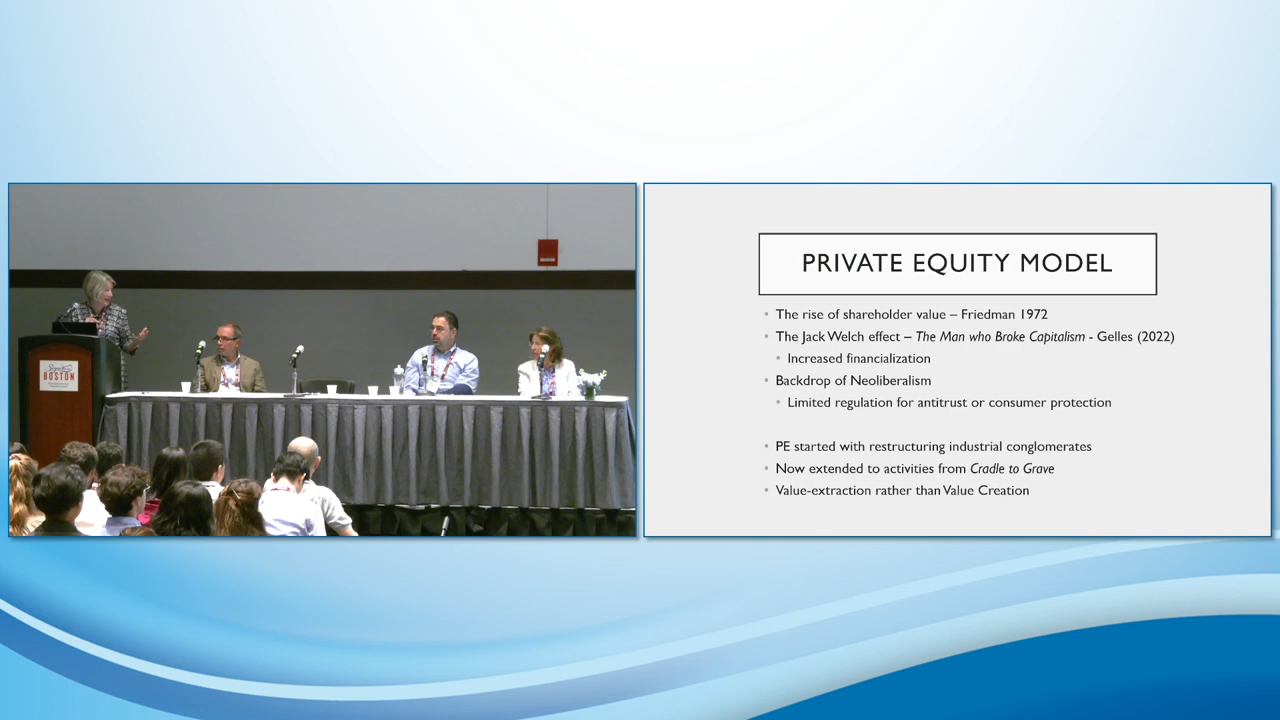 BOSTON
PRIVATE EQUITY MODEL
• The rise of shareholder value – Friedman 1972
• The Jack Welch effect – The Man who Broke Capitalism - Gelles (2022)
• Increased financialization
• Backdrop of Neoliberalism
• Limited regulation for antitrust or consumer protection
• PE started with restructuring industrial conglomerates
• Now extended to activities from Cradle to Grave
• Value-extraction rather than Value Creation